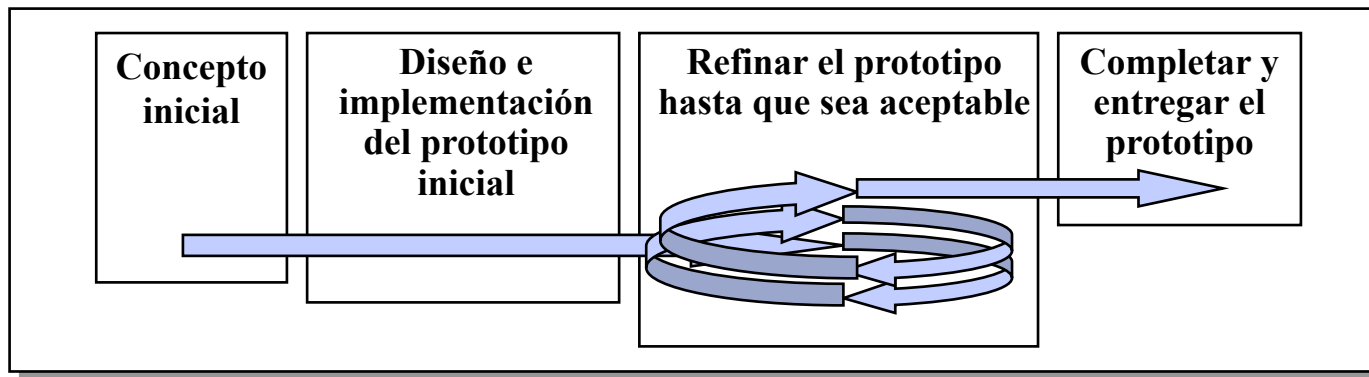 Concepto
inicial
Diseño e
implementación
del prototipo
inicial
Refinar el prototipo
hasta que sea aceptable
Completar y
entregar el
prototipo